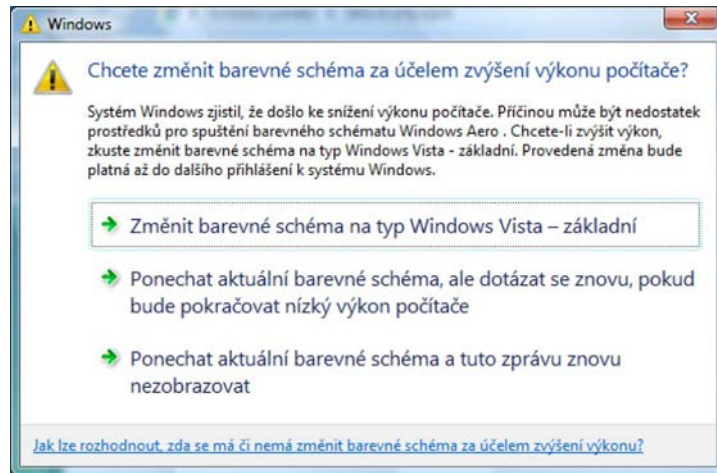 Windows
Chcete změnit barevné schéma za účelem zvýšení výkonu počítače?
Systém Windows zjistil, že došlo ke snížení výkonu počítače. Příčinou může být nedostatek
prostředků pro spuštění barevného schématu Windows Aero . Chcete-li zvýšit výkon,
zkuste změnit barevné schéma na typ Windows Vista - základní. Provedená změna bude
platná až do dalšího přihlášení k systému Windows.
Změnit barevné schéma na typ Windows Vista – základní
Ponechat aktuální barevné schéma, ale dotázat se znovu, pokud
bude pokračovat nízký výkon počítače
Ponechat aktuální barevné schéma a tuto zprávu znovu
nezobrazovat
Jak lze rozhodnout, zda se má či nemá změnit barevné schéma za účelem zvýšení výkonu?